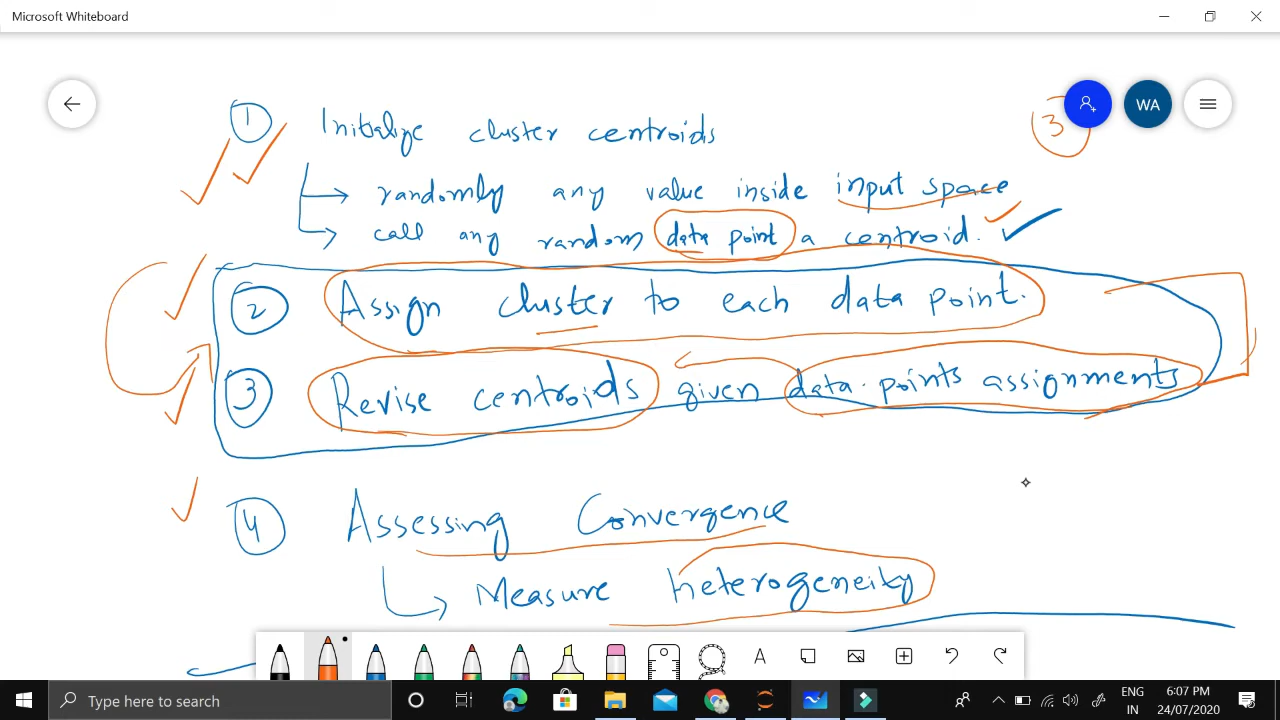 Microsoft Whiteboard
WA
3
1 Initialize cluster centroids
randomly any value inside input space
call any random data point a centroid.
2 Assign cluster to each data point.
3 Revise centroids given data points assignments
4 Assessing Convergence
Measure heterogeneity
A
Type here to search
ENG
IN
6:07 PM
24/07/2020